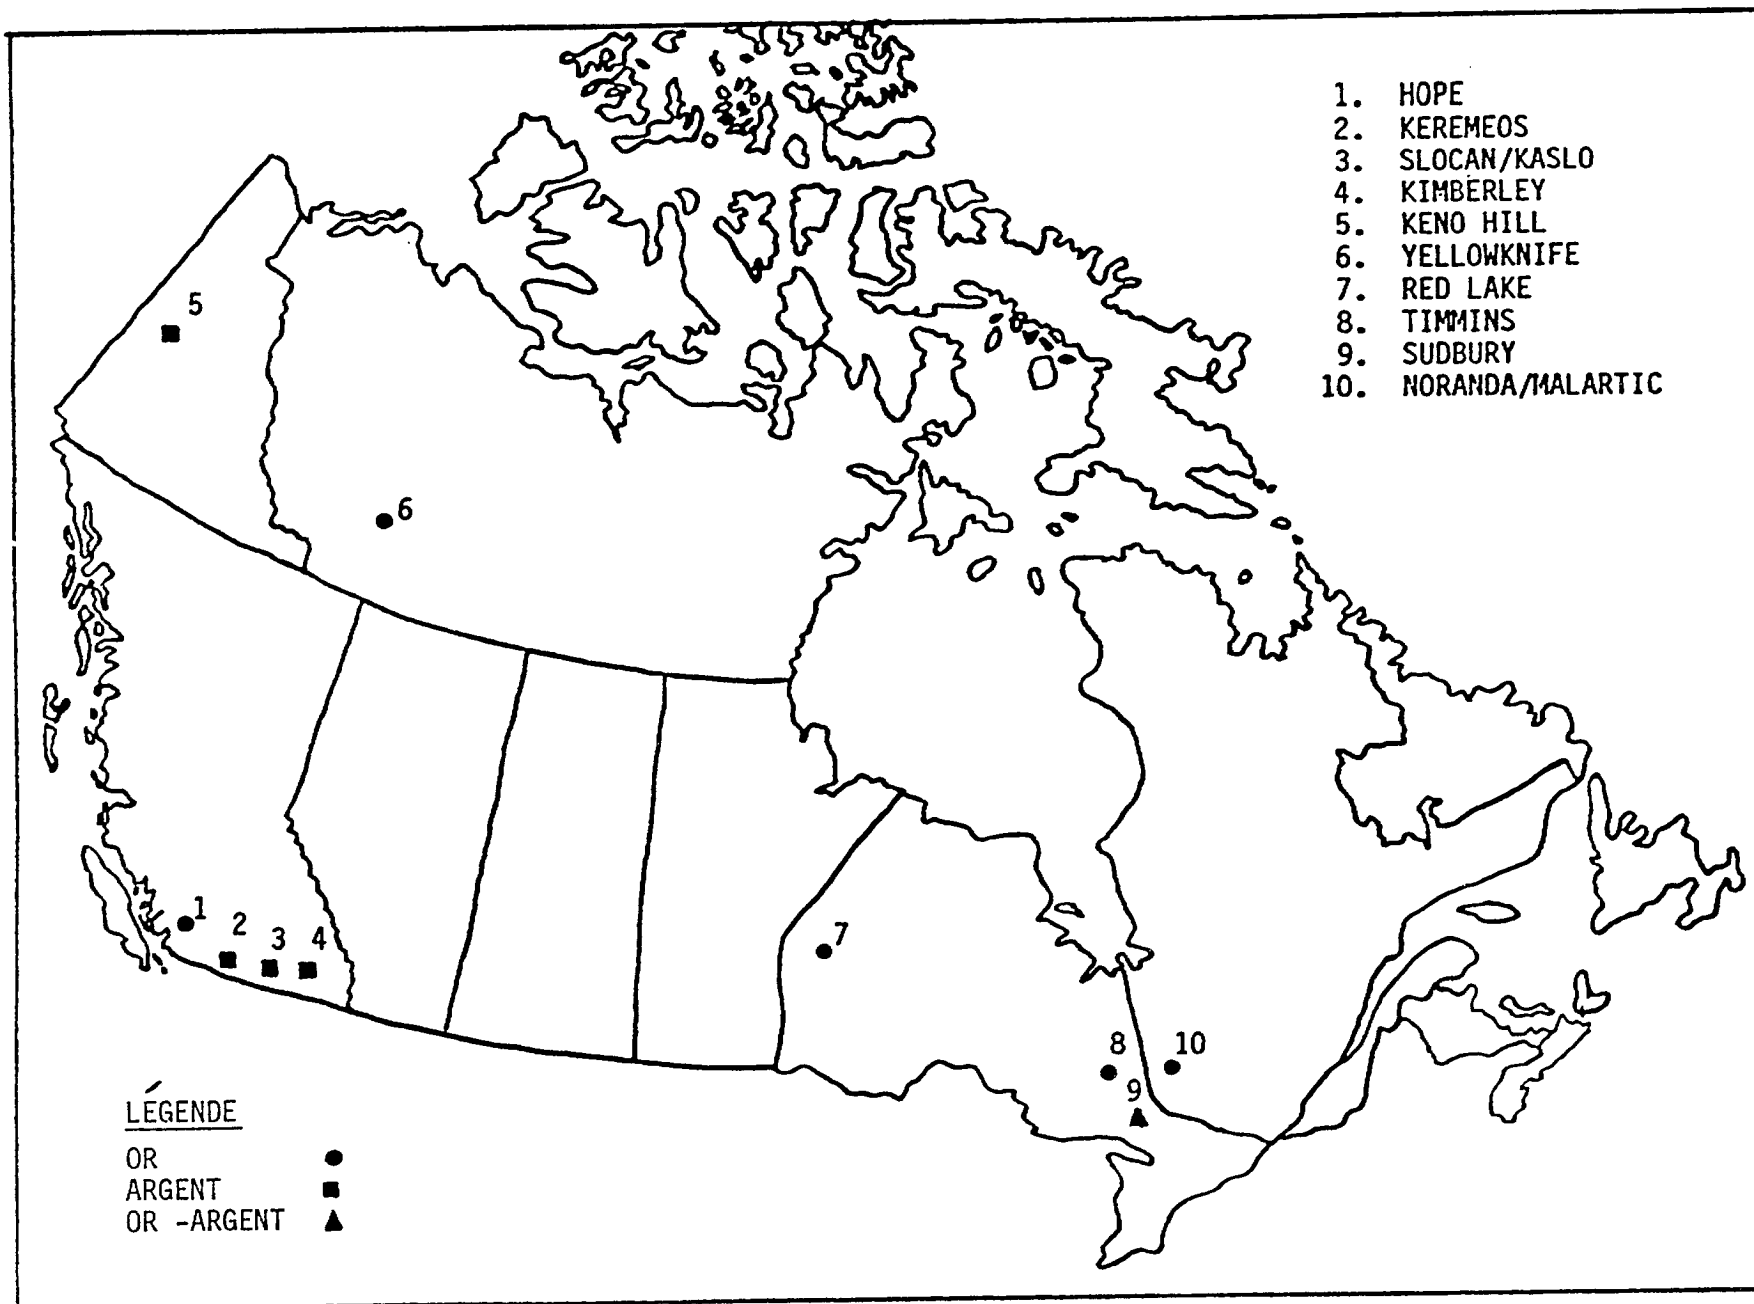 1. HOPE
2. KEREMEOS
3. SLOCAN/KASLO
4. KIMBERLEY
5. KENO HILL
6. YELLOWKNIFE
7. RED LAKE
8. TIMMINS
9. SUDBURY
10. NORANDA/MALARTIC
5
6
1
2
3
4
7
8
10
9
LÉGENDE
OR
ARGENT
OR -ARGENT